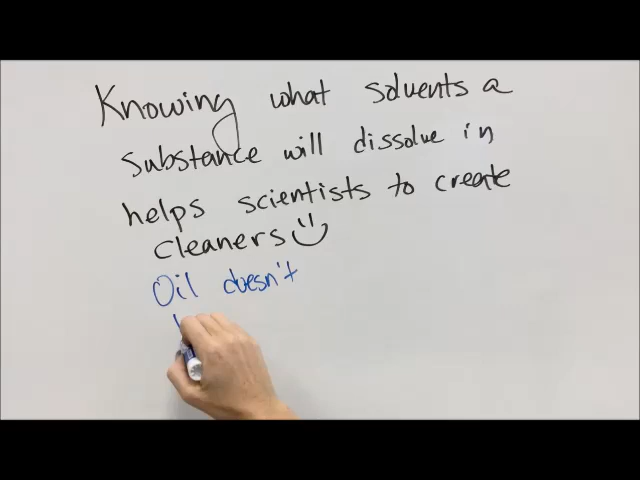 Knowing what solvents a
substance will dissolve in
helps scientists to create
cleaners
Oil doesn't